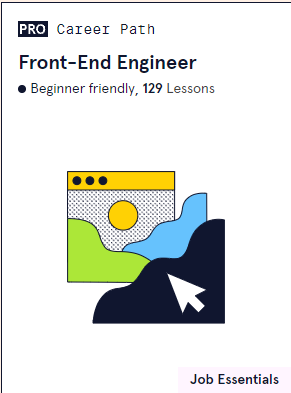 PRO Career Path
Front-End Engineer
Beginner friendly, 129 Lessons
Job Essentials